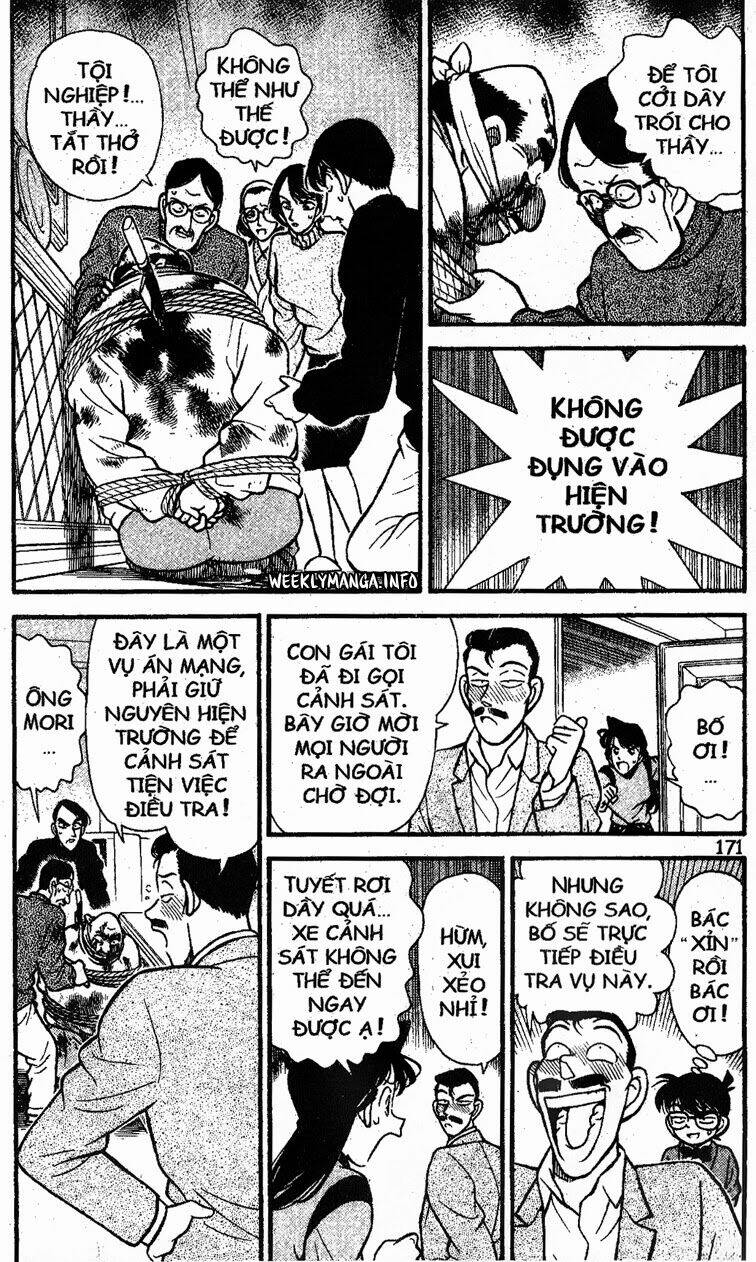 TỘI
NGHIỆP!...
THẦY...
TẮT THỞ
RỒI!
KHÔNG
THỂ NHƯ
THẾ
ĐƯỢC!
ĐỂ TÔI
CỞI DÂY
TRÓI CHO
THẦY...
KHÔNG
ĐƯỢC
ĐỤNG VÀO
HIỆN
TRƯỜNG!
WEEKLYMANGA.INFO
ÔNG
MORI
...
ĐÂY LÀ MỘT
VỤ ÁN MẠNG,
PHẢI GIỮ
NGUYÊN HIỆN
TRƯỜNG ĐỂ
CẢNH SÁT
TIỆN VIỆC
ĐIỀU TRA!
CON GÁI TÔI
ĐÃ ĐI GỌI
CẢNH SÁT.
BÂY GIỜ MỜI
MỌI NGƯỜI
RA NGOÀI
CHỜ ĐỢI.
BỐ
ƠI!
...
171
TUYẾT RƠI
DẦY QUÁ...
XE CẢNH
SÁT KHÔNG
THỂ ĐẾN
NGAY
ĐƯỢC Ạ!
HỪM,
XUI
XẺO
NHỈ!
NHƯNG
KHÔNG SAO,
BỐ SẼ TRỰC
TIẾP ĐIỀU
TRA VỤ NÀY.
BÁC
"XỈN"
RỒI
BÁC
ƠI!